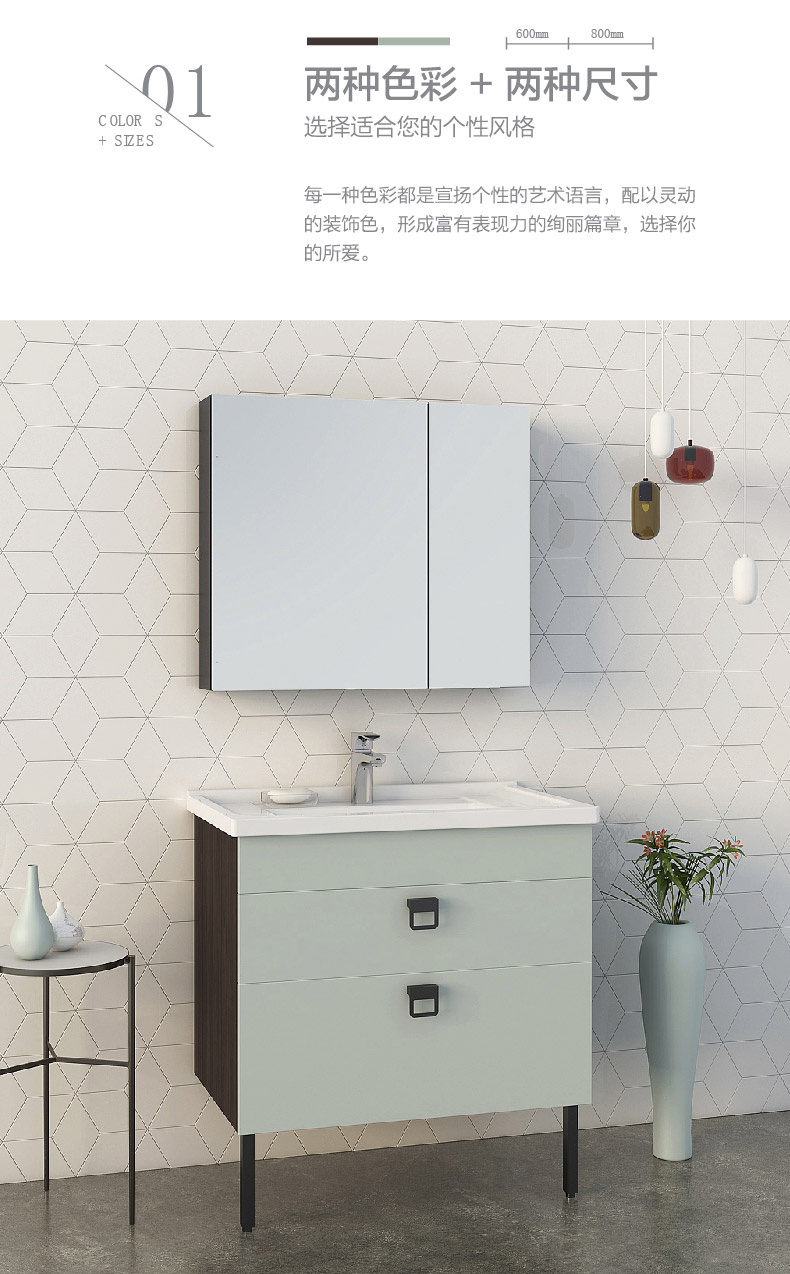 600mm 800mm
01
COLOR S
+ SIZES
两种色彩 + 两种尺寸
选择适合您的个性风格
每一种色彩都是宣扬个性的艺术语言，配以灵动
的装饰色，形成富有表现力的绚丽篇章，选择你
的所爱。